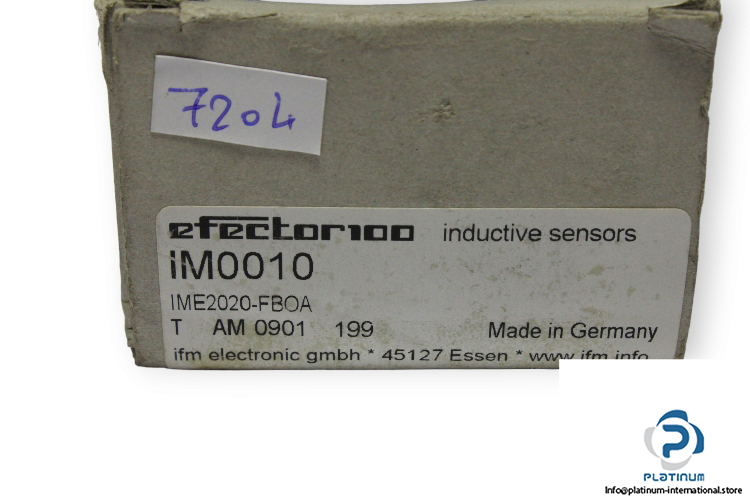 7204
efector100 inductive sensors
iM0010
IME2020-FBOA
T AM 0901 199 Made in Germany
ifm electronic gmbh * 45127 Essen * www.ifm.info
PLATINUM
Info@platinum-international.store